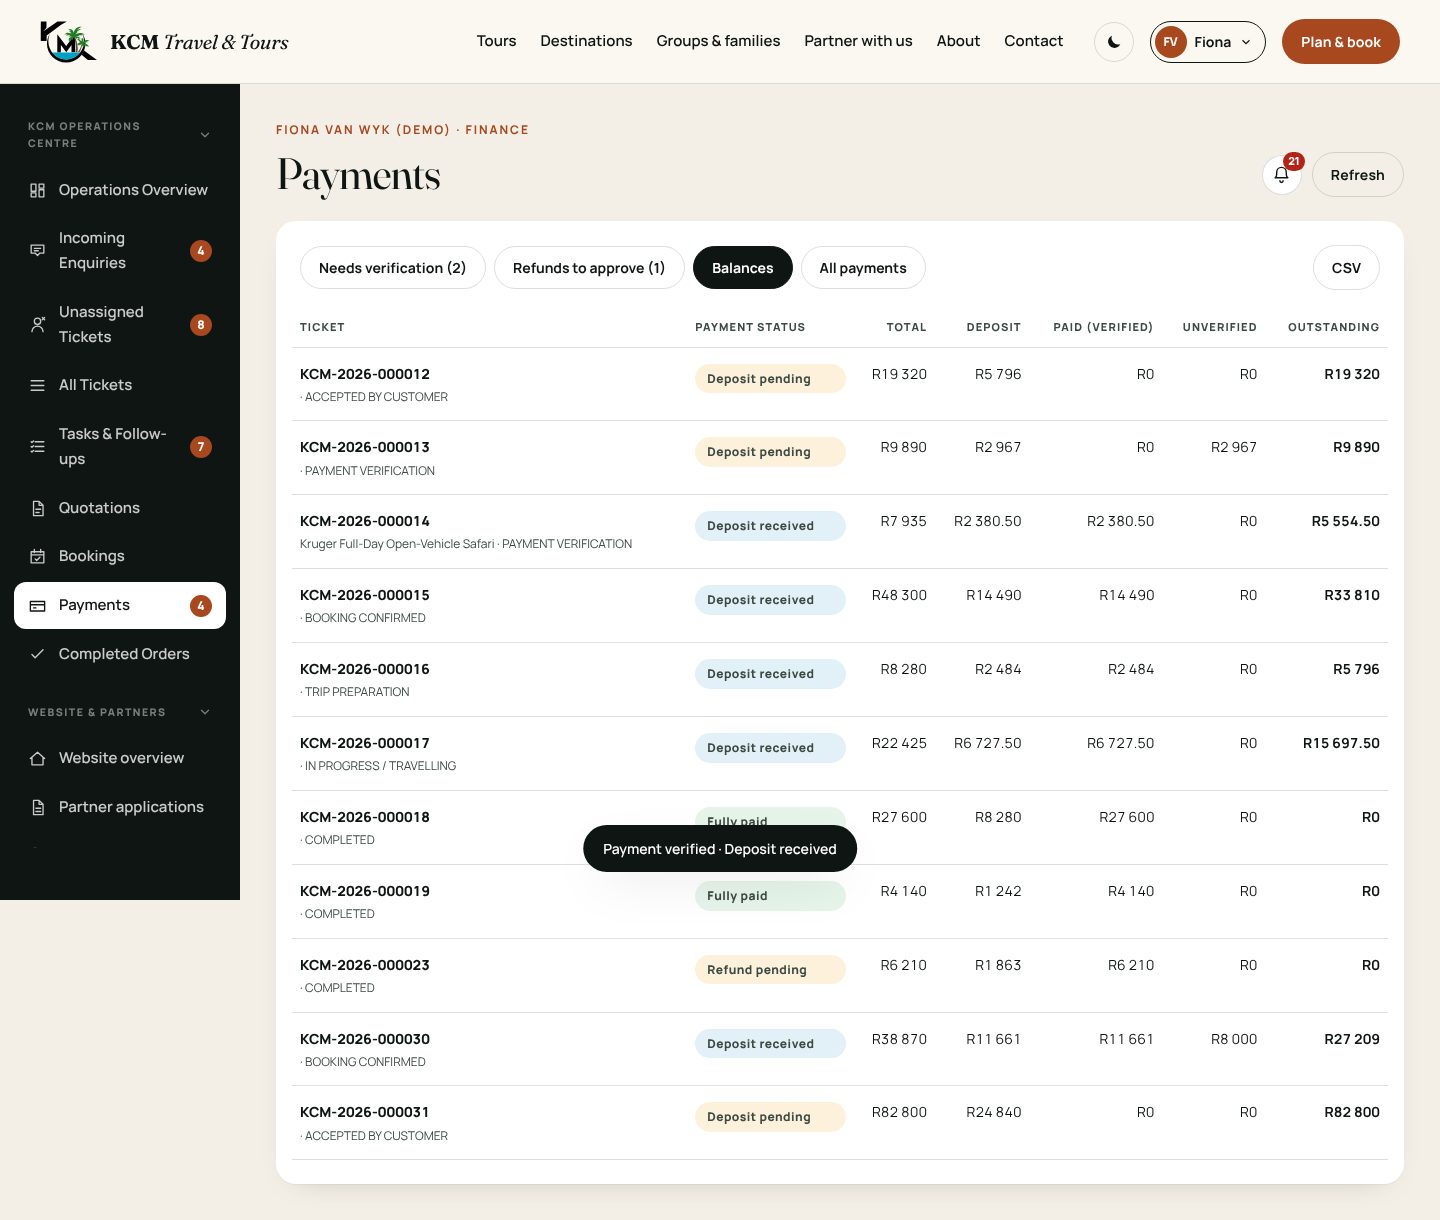 KCM Travel & Tours
Tours
Destinations
Groups & families
Partner with us
About
Contact
FV
Fiona
Plan & book
KCM OPERATIONS
CENTRE
Operations Overview
Incoming
Enquiries
4
Unassigned
Tickets
8
All Tickets
Tasks & Follow-
ups
7
Quotations
Bookings
Payments
4
Completed Orders
WEBSITE & PARTNERS
Website overview
Partner applications
FIONA VAN WYK (DEMO) · FINANCE
Payments
21
Refresh
Needs verification (2)
Refunds to approve (1)
Balances
All payments
CSV
TICKET PAYMENT STATUS TOTAL DEPOSIT PAID (VERIFIED) UNVERIFIED OUTSTANDING
KCM-2026-000012 Deposit pending R19 320 R5 796 R0 R0 R19 320
· ACCEPTED BY CUSTOMER
KCM-2026-000013 Deposit pending R9 890 R2 967 R0 R2 967 R9 890
· PAYMENT VERIFICATION
KCM-2026-000014 Deposit received R7 935 R2 380.50 R2 380.50 R0 R5 554.50
Kruger Full-Day Open-Vehicle Safari · PAYMENT VERIFICATION
KCM-2026-000015 Deposit received R48 300 R14 490 R14 490 R0 R33 810
· BOOKING CONFIRMED
KCM-2026-000016 Deposit received R8 280 R2 484 R2 484 R0 R5 796
· TRIP PREPARATION
KCM-2026-000017 Deposit received R22 425 R6 727.50 R6 727.50 R0 R15 697.50
· IN PROGRESS / TRAVELLING
KCM-2026-000018 Fully paid R27 600 R8 280 R27 600 R0 R0
· COMPLETED
Payment verified · Deposit received
KCM-2026-000019 Fully paid R4 140 R1 242 R4 140 R0 R0
· COMPLETED
KCM-2026-000023 Refund pending R6 210 R1 863 R6 210 R0 R0
· COMPLETED
KCM-2026-000030 Deposit received R38 870 R11 661 R11 661 R8 000 R27 209
· BOOKING CONFIRMED
KCM-2026-000031 Deposit pending R82 800 R24 840 R0 R0 R82 800
· ACCEPTED BY CUSTOMER